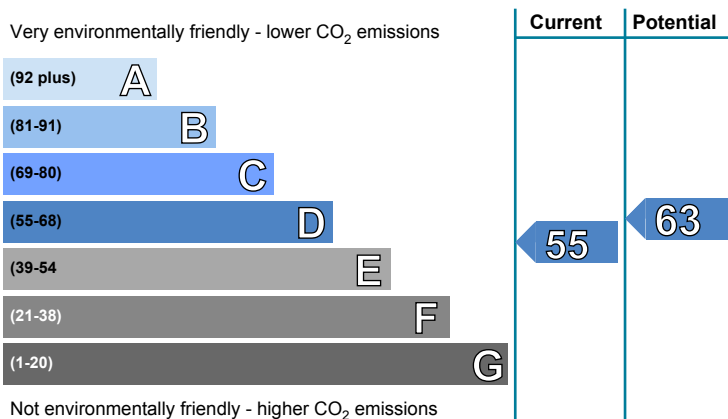 Current Potential
Very environmentally friendly - lower CO2 emissions
(92 plus) A
(81-91) B
(69-80) C
(55-68) D
55 63
(39-54 E
(21-38) F
(1-20) G
Not environmentally friendly - higher CO2 emissions